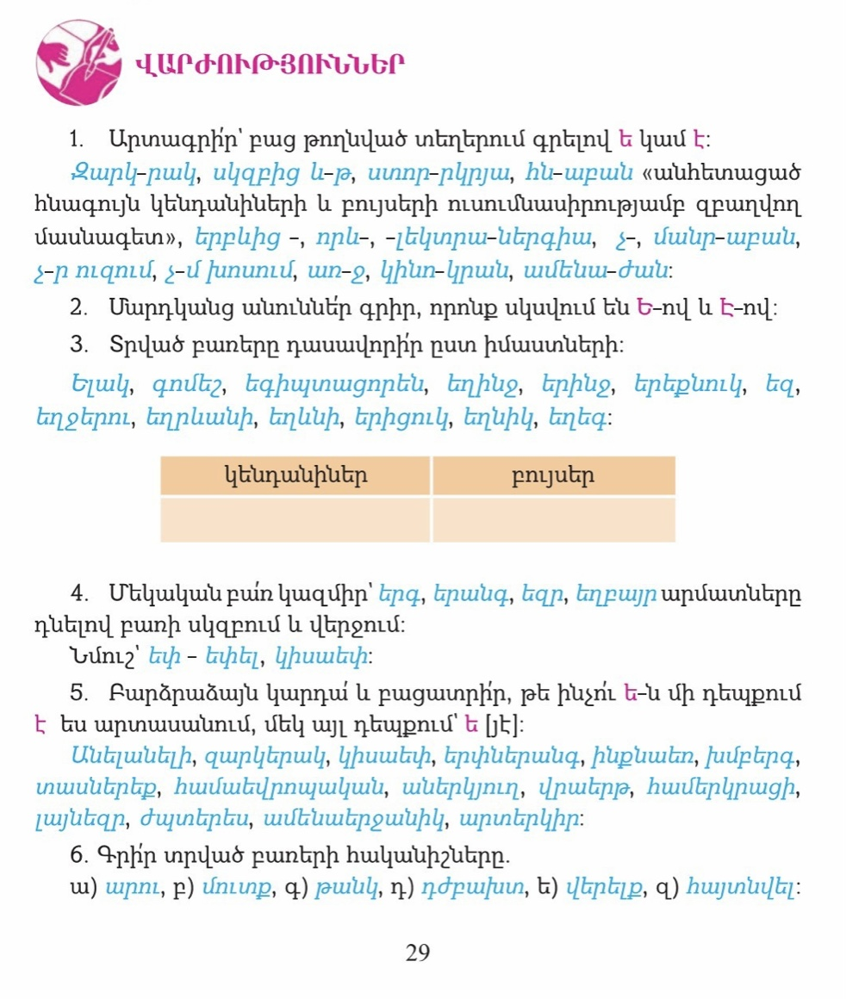 ՎԱՐԺՈՒԹՅՈՒՆՆԵՐ
1. Արտագրի՛ր՝ բաց թողնված տեղերում գրելով ե կամ է։
Զարկ-րակ, սկզբից և-թ, ստոր-րկրյա, հն-աբան «անհետացած
հնագույն կենդանիների և բույսերի ուսումնասիրությամբ զբաղվող
մասնագետ», երբևից -, որև-, -լեկտրա-ներգիա, չ-, մանր-աբան,
չ-ր ուզում, չ-մ խոսում, առ-ջ, կինո-կրան, ամենա-ժան։
2. Մարդկանց անուննե՛ր գրիր, որոնք սկսվում են Ե-ով և Է-ով։
3. Տրված բառերը դասավորի՛ր ըստ իմաստների։
Ելակ, գոմեշ, եգիպտացորեն, եղինջ, երինջ, երեքնուկ, եզ,
եղջերու, եղրևանի, եղևնի, երիցուկ, եղնիկ, եղեգ։
կենդանիներ բույսեր
4. Մեկական բա՛ռ կազմիր՝ երգ, երանգ, եզր, եղբայր արմատները
դնելով բառի սկզբում և վերջում։
Նմուշ՝ եփ - եփել, կիսաեփ։
5. Բարձրաձայն կարդա՛ և բացատրի՛ր, թե ինչո՛ւ ե-ն մի դեպքում
է ես արտասանում, մեկ այլ դեպքում՝ ե [յէ]։
Անելանելի, զարկերակ, կիսաեփ, երփներանգ, ինքնաեռ, խմբերգ,
տասներեք, համաեվրոպական, աներկյուղ, վրաերթ, համերկրացի,
լայնեզր, ժպտերես, ամենաերջանիկ, արտերկիր։
6. Գրի՛ր տրված բառերի հականիշները.
ա) արու, բ) մուտք, գ) թանկ, դ) դժբախտ, ե) վերելք, զ) հայտնվել։
29